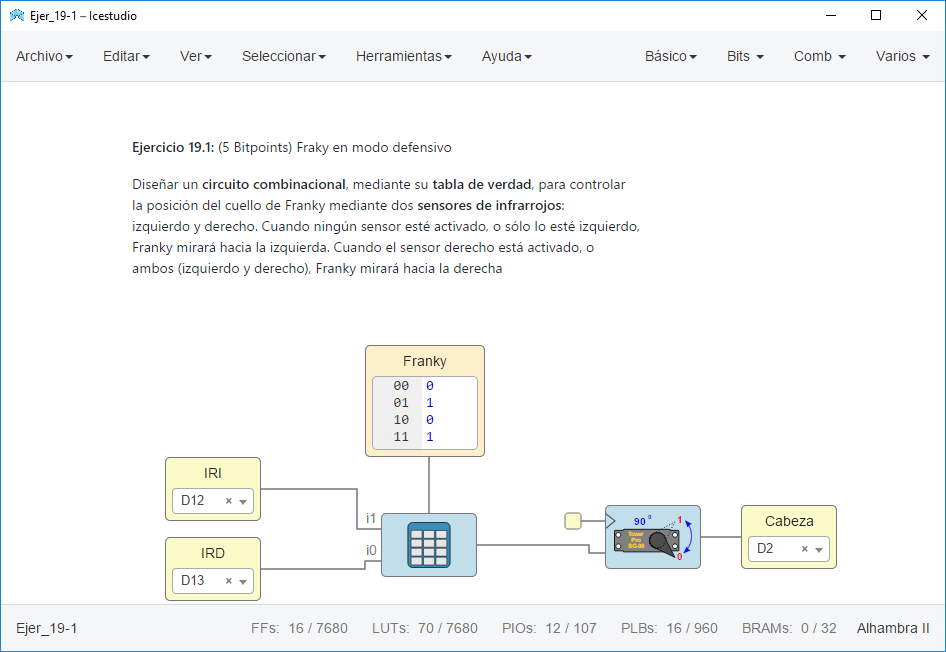 Ejer_19-1 – Icestudio
Archivo Editar Ver Seleccionar Herramientas Ayuda Básico Bits Comb Varios
Ejercicio 19.1: (5 Bitpoints) Fraky en modo defensivo
Diseñar un circuito combinacional, mediante su tabla de verdad, para controlar
la posición del cuello de Franky mediante dos sensores de infrarrojos:
izquierdo y derecho. Cuando ningún sensor esté activado, o sólo lo esté izquierdo,
Franky mirará hacia la izquierda. Cuando el sensor derecho está activado, o
ambos (izquierdo y derecho), Franky mirará hacia la derecha
Franky
00 0
01 1
10 0
11 1
IRI
D12 ×
IRD
D13 ×
i1
i0
90º
1
Tower
Pro
SG-90
0
Cabeza
D2 ×
Ejer_19-1 FFs: 16 / 7680 LUTs: 70 / 7680 PIOs: 12 / 107 PLBs: 16 / 960 BRAMs: 0 / 32 Alhambra II